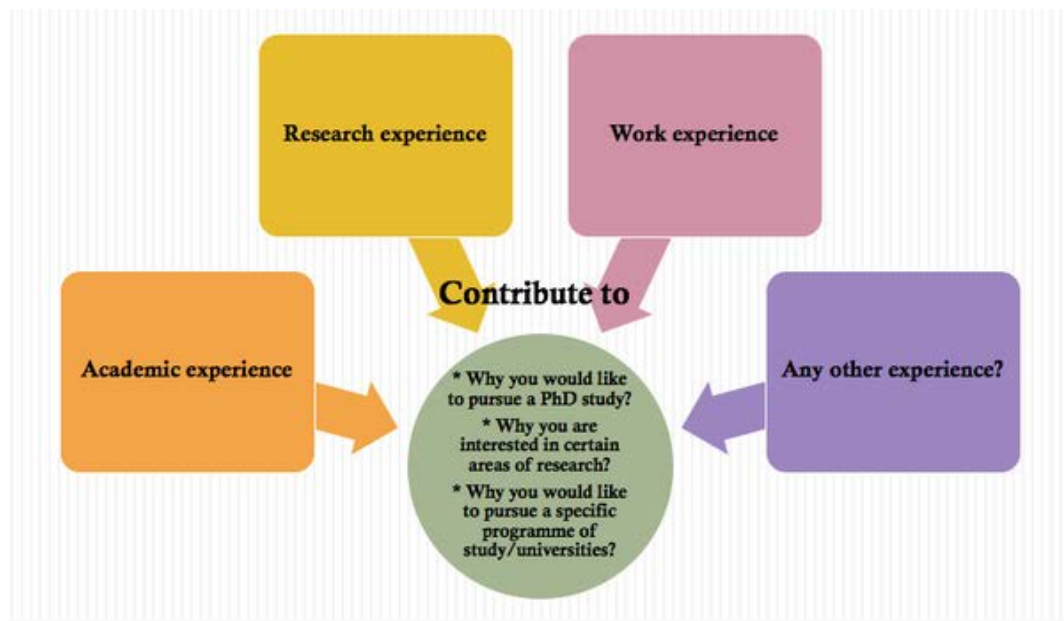 Research experience
Work experience
Contribute to
Academic experience
Any other experience?
* Why you would like
to pursue a PhD study?
* Why you are
interested in certain
areas of research?
* Why you would like
to pursue a specific
programme of
study/universities?